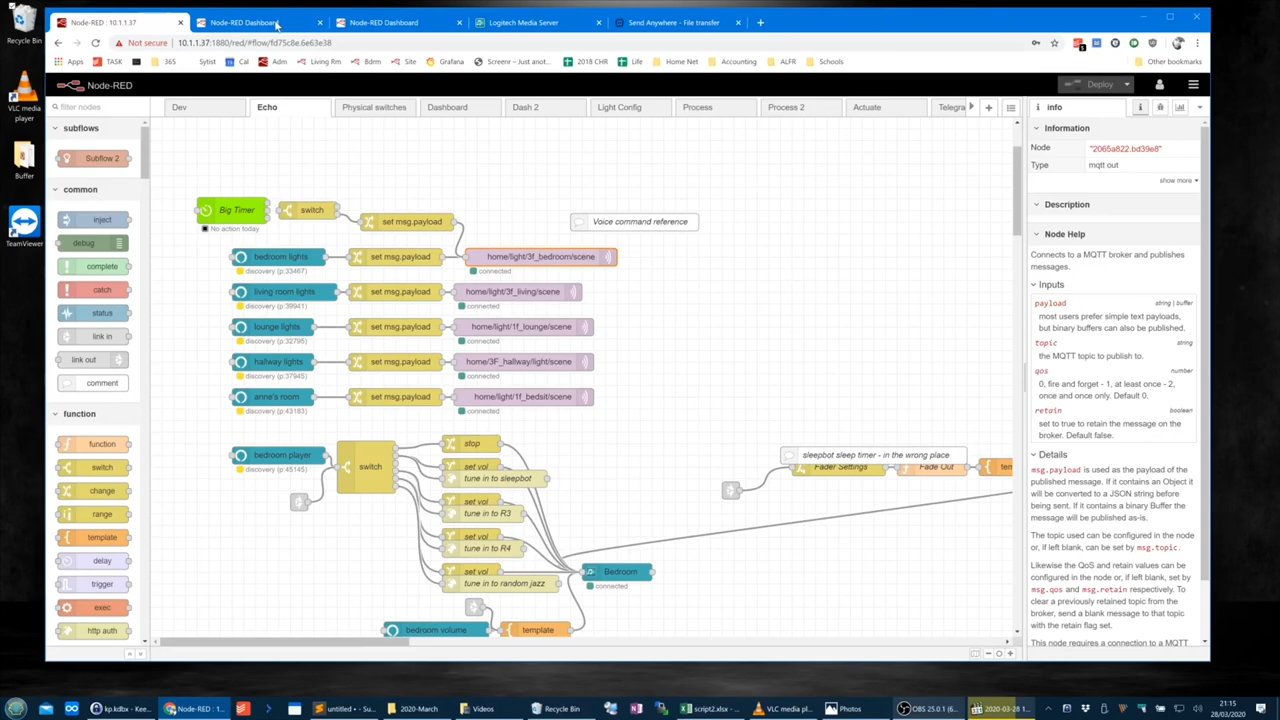 Recycle Bin
VLC media player
Buffer
TeamViewer
Node-RED : 10.1.1.37
Node-RED Dashboard
Node-RED Dashboard
Logitech Media Server
Send Anywhere - File transfer
Not secure
10.1.1.37:1880/red/#flow/fd75c8e.6e63e38
Apps
TASK
365
Sytist
Cal
Adm
Living Rm
Bdrm
Site
Grafana
Screenr – Just anot...
2018 CHR
Life
Home Net
Accounting
ALFR
Schools
Other bookmarks
Node-RED
Deploy
filter nodes
Dev
Echo
Physical switches
Dashboard
Dash 2
Light Config
Process
Process 2
Actuate
Telegra
info
subflows
Subflow 2
common
inject
debug
complete
catch
status
link in
link out
comment
function
function
switch
change
range
template
delay
trigger
exec
http auth
Big Timer
No action today
switch
set msg.payload
Voice command reference
bedroom lights
discovery (p:33467)
set msg.payload
home/light/3f_bedroom/scene
connected
living room lights
discovery (p:39941)
set msg.payload
home/light/3f_living/scene
connected
lounge lights
discovery (p:32795)
set msg.payload
home/light/1f_lounge/scene
connected
hallway lights
discovery (p:37945)
set msg.payload
home/3F_hallway/light/scene
connected
anne's room
discovery (p:43183)
set msg.payload
home/light/1f_bedsit/scene
connected
bedroom player
discovery (p:45145)
switch
stop
set vol
tune in to sleepbot
set vol
tune in to R3
set vol
tune in to R4
set vol
tune in to random jazz
Bedroom
connected
bedroom volume
template
sleepbot sleep timer - in the wrong place
Fader Settings
Fade Out
tem
Information
Node
"2065a822.bd39e8"
Type
mqtt out
show more
Description
Node Help
Connects to a MQTT broker and publishes
messages.
Inputs
payload
string | buffer
most users prefer simple text payloads,
but binary buffers can also be published.
topic
string
the MQTT topic to publish to.
qos
number
0, fire and forget - 1, at least once - 2,
once and once only. Default 0.
retain
boolean
set to true to retain the message on the
broker. Default false.
Details
msg.payload is used as the payload of the
published message. If it contains an Object it
will be converted to a JSON string before
being sent. If it contains a binary Buffer the
message will be published as-is.
The topic used can be configured in the node
or, if left blank, can be set by msg.topic.
Likewise the QoS and retain values can be
configured in the node or, if left blank, set by
msg.qos and msg.retain respectively. To
clear a previously retained topic from the
broker, send a blank message to that topic
with the retain flag set.
This node requires a connection to a MQTT
kp.kdbx - Kee...
Node-RED : 1...
untitled • - Su...
2020-March
Videos
Recycle Bin
script2.xlsx - ...
VLC media pl...
Photos
OBS 25.0.1 (6...
2020-03-28 1...
21:15
28/03/2020